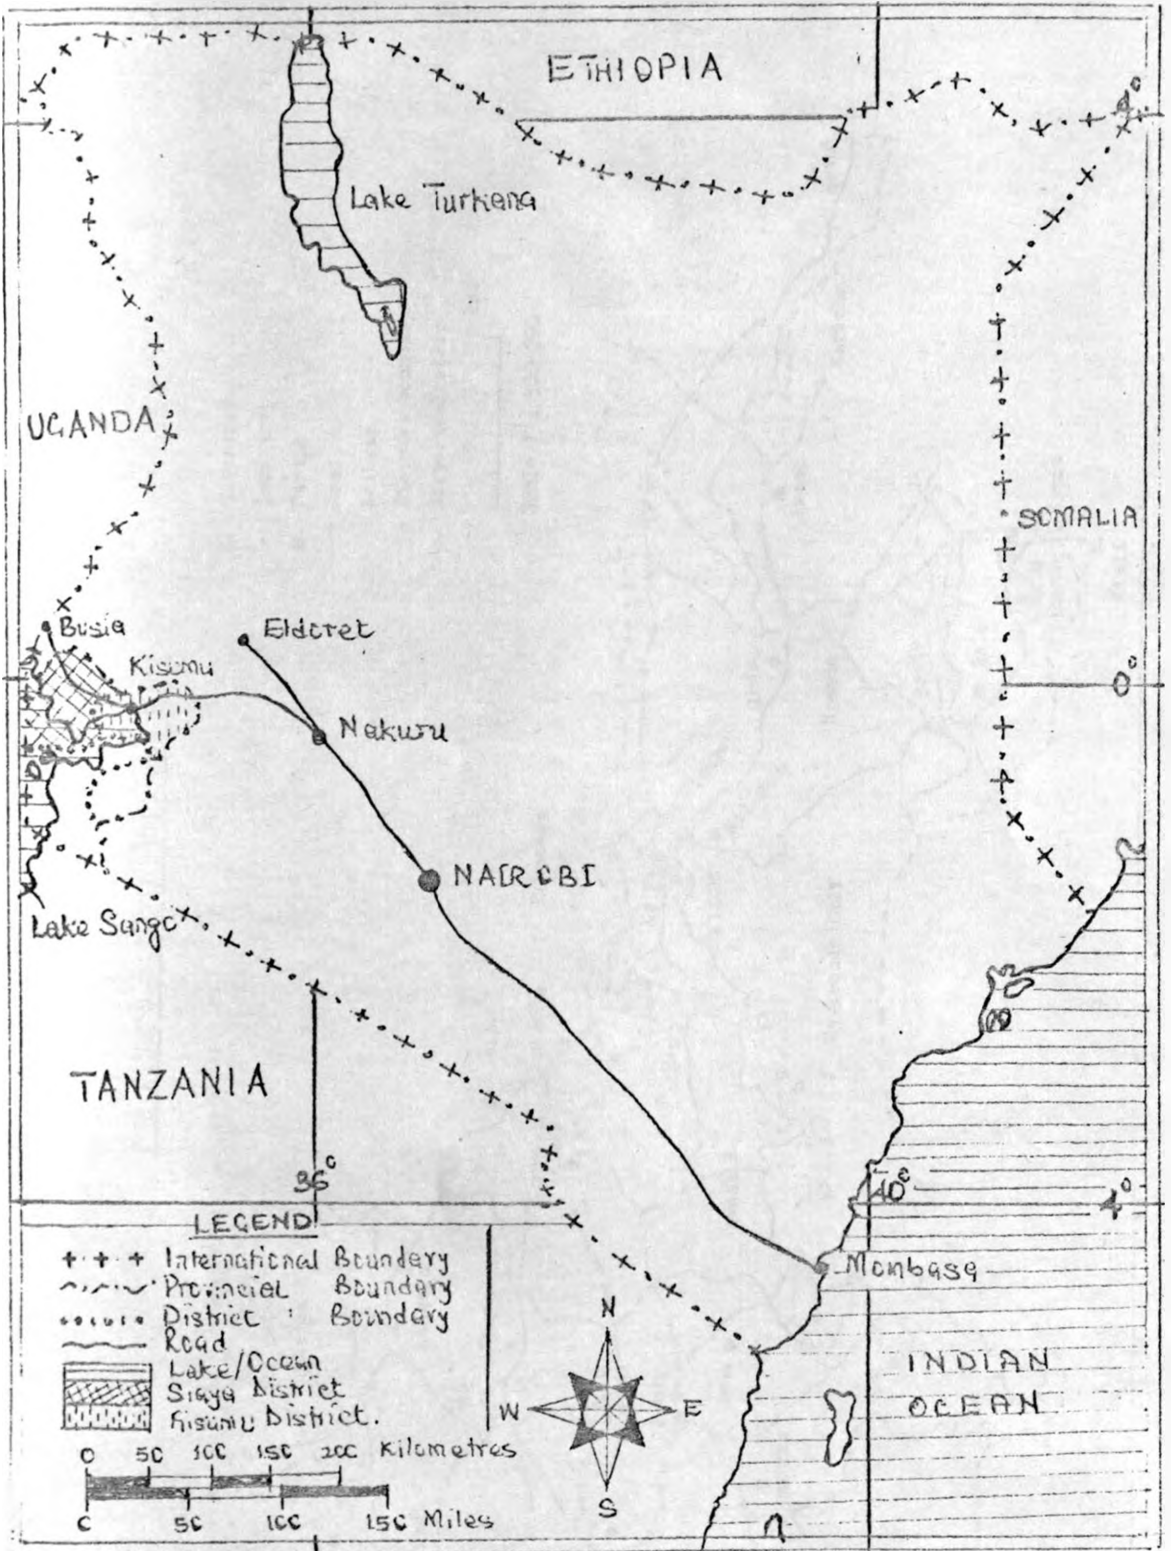 ETHIOPIA
4°
Lake Turkana
UGANDA
SOMALIA
Busia
Eldoret
Kisumu
0°
Nakuru
NAIROBI
Lake Sango
TANZANIA
36°
40°
4°
LEGEND
International Boundary
Provincial Boundary
District Boundary
Road
Lake/Ocean
Siaya District
Kisumu District.
Mombasa
N
W E
S
INDIAN
OCEAN
0 50 100 150 200 Kilometres
0 50 100 150 Miles